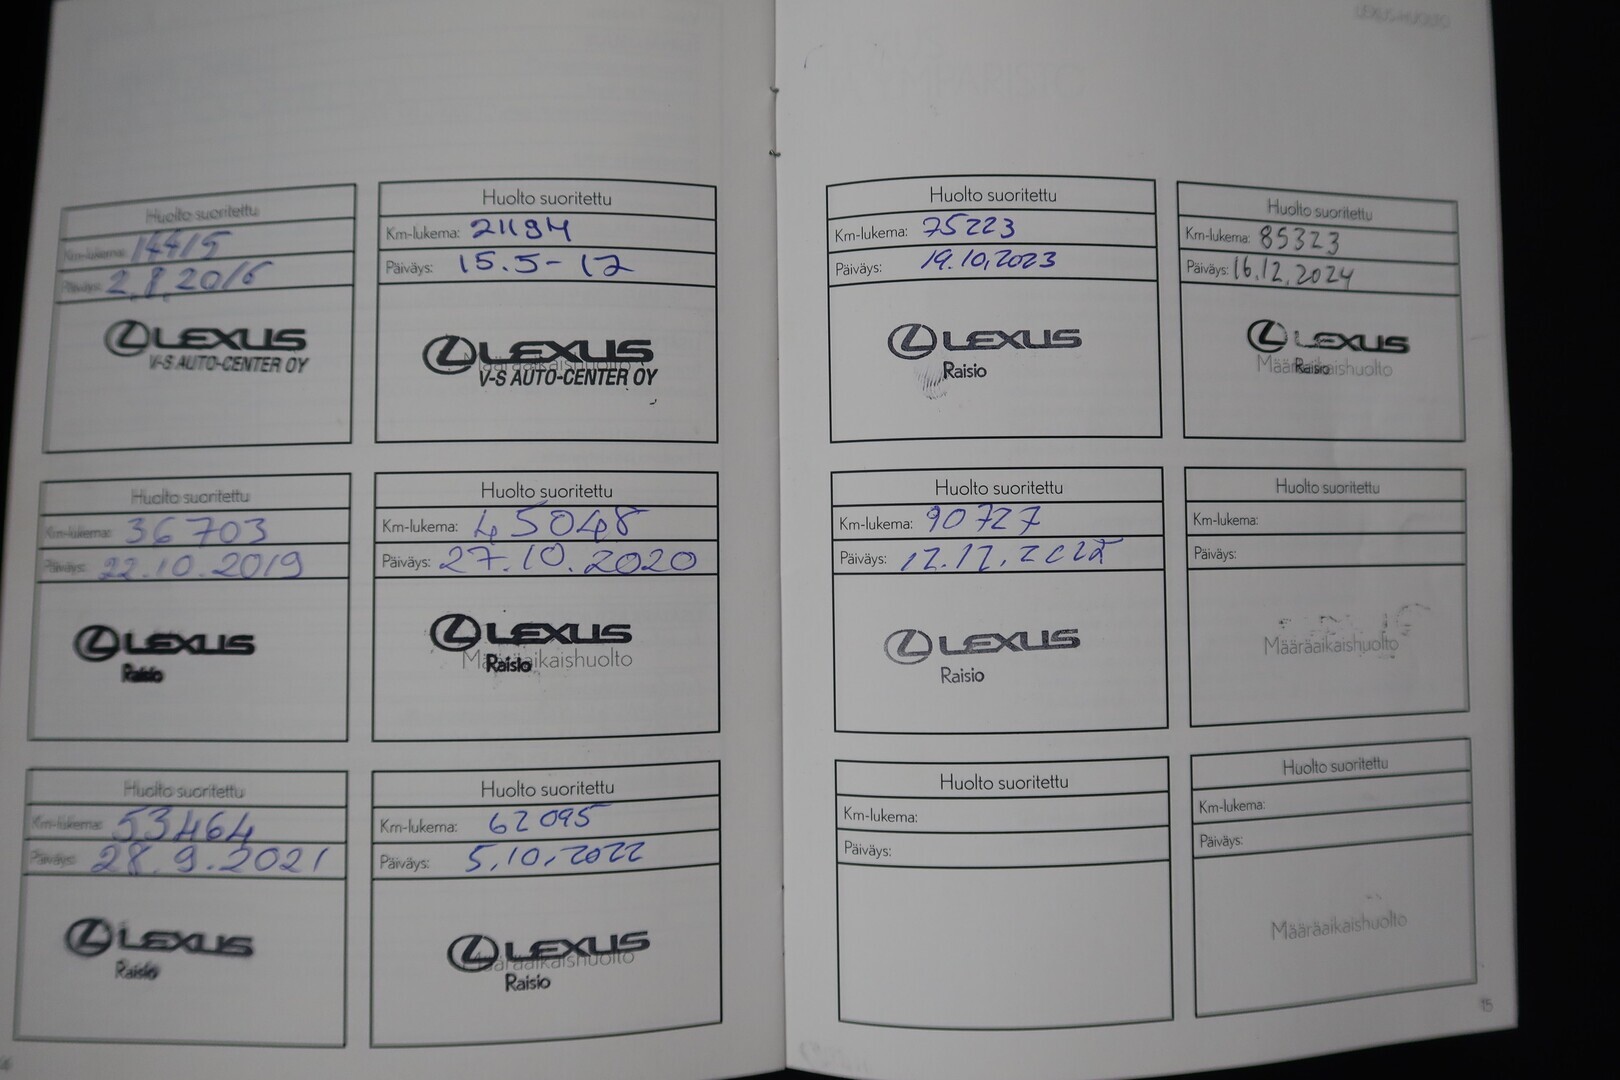 Huolto suoritettu
Km-lukema: 14415
Päiväys: 2.8.2016
LEXUS
V-S AUTO-CENTER OY
Huolto suoritettu
Km-lukema: 21194
Päiväys: 15.5-17
LEXUS
Määräaikaishuolto
V-S AUTO-CENTER OY
Huolto suoritettu
Km-lukema: 36703
Päiväys: 22.10.2019
LEXUS
Raisio
Huolto suoritettu
Km-lukema: 45048
Päiväys: 27.10.2020
LEXUS
Määräaikaishuolto
Raisio
Huolto suoritettu
Km-lukema: 53464
Päiväys: 28.9.2021
LEXUS
Raisio
Huolto suoritettu
Km-lukema: 62095
Päiväys: 5.10.2022
LEXUS
Määräaikaishuolto
Raisio
LEXUS-HUOLTO
Huolto suoritettu
Km-lukema: 75223
Päiväys: 19.10.2023
LEXUS
Raisio
Huolto suoritettu
Km-lukema: 85323
Päiväys: 16.12.2024
LEXUS
Määräaikaishuolto
Raisio
Huolto suoritettu
Km-lukema: 90727
Päiväys:
LEXUS
Raisio
Huolto suoritettu
Km-lukema:
Päiväys:
Määräaikaishuolto
Huolto suoritettu
Km-lukema:
Päiväys:
Huolto suoritettu
Km-lukema:
Päiväys:
Määräaikaishuolto
15